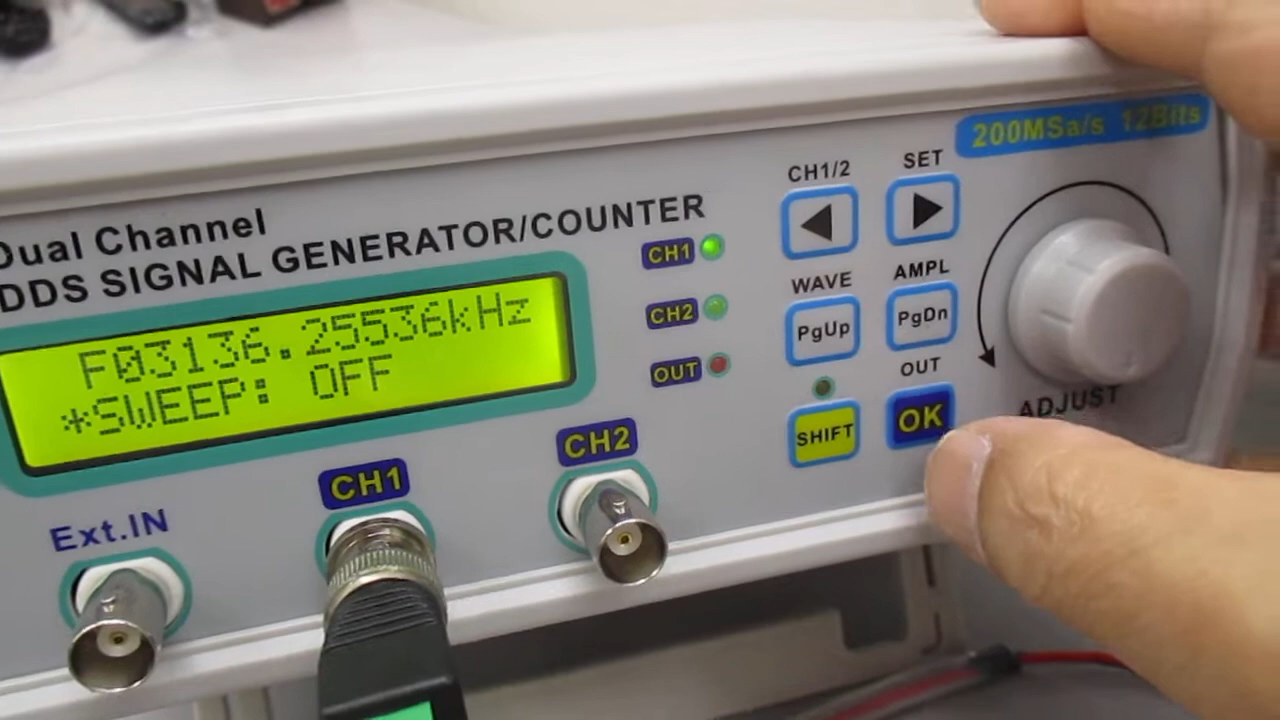 200MSa/s 12Bits
Dual Channel
DDS SIGNAL GENERATOR/COUNTER
F03136.25536kHz
*SWEEP: OFF
CH1
CH2
OUT
CH1/2
SET
WAVE
AMPL
PgUp
PgDn
OUT
SHIFT
OK
ADJUST
Ext.IN
CH1
CH2